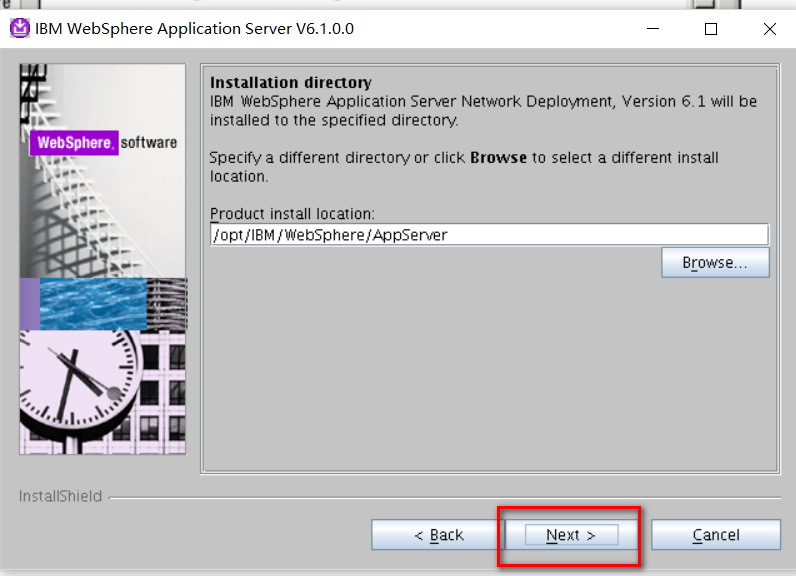 IBM WebSphere Application Server V6.1.0.0
WebSphere. software
Installation directory
IBM WebSphere Application Server Network Deployment, Version 6.1 will be
installed to the specified directory.
Specify a different directory or click Browse to select a different install
location.
Product install location:
/opt/IBM/WebSphere/AppServer
Browse...
InstallShield
< Back
Next >
Cancel